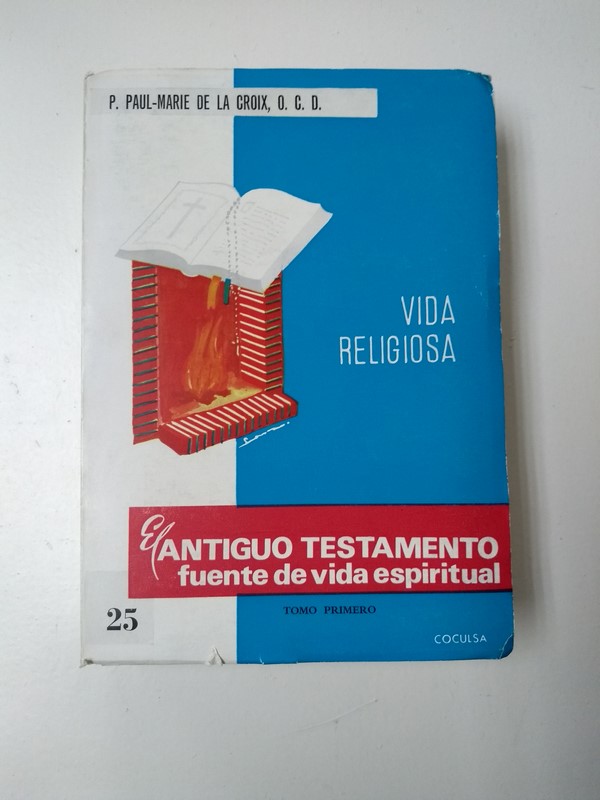 P. PAUL-MARIE DE LA CROIX, O. C. D.
VIDA
RELIGIOSA
El ANTIGUO TESTAMENTO
fuente de vida espiritual
TOMO PRIMERO
25
COCULSA